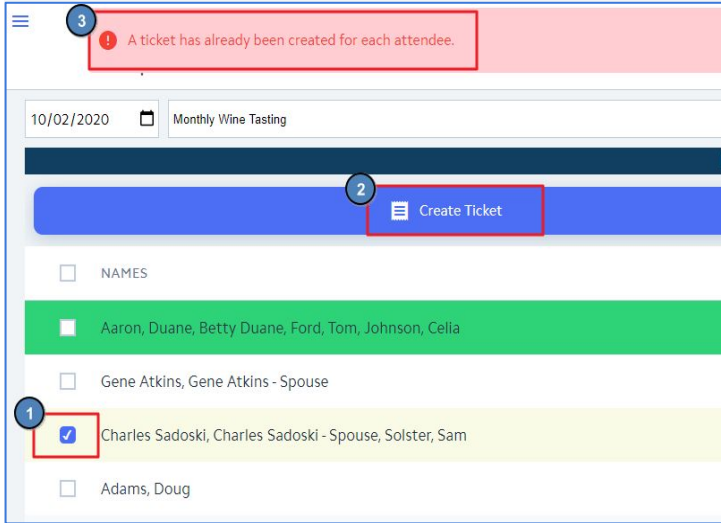 3
A ticket has already been created for each attendee.
10/02/2020 Monthly Wine Tasting
2
Create Ticket
NAMES
Aaron, Duane, Betty Duane, Ford, Tom, Johnson, Celia
Gene Atkins, Gene Atkins - Spouse
1
Charles Sadoski, Charles Sadoski - Spouse, Solster, Sam
Adams, Doug